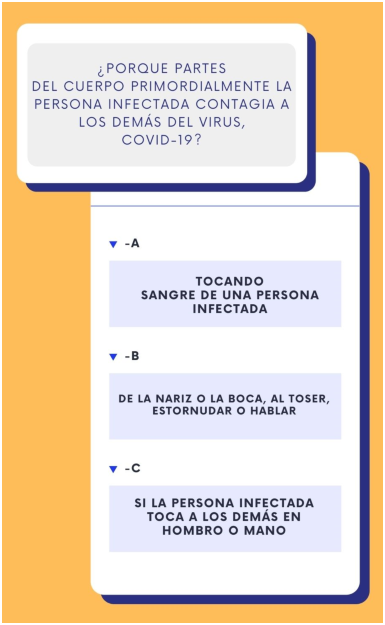 ¿PORQUE PARTES
DEL CUERPO PRIMORDIALMENTE LA
PERSONA INFECTADA CONTAGIA A
LOS DEMÁS DEL VIRUS,
COVID-19?
-A
TOCANDO
SANGRE DE UNA PERSONA
INFECTADA
-B
DE LA NARIZ O LA BOCA, AL TOSER,
ESTORNUDAR O HABLAR
-C
SI LA PERSONA INFECTADA
TOCA A LOS DEMÁS EN
HOMBRO O MANO